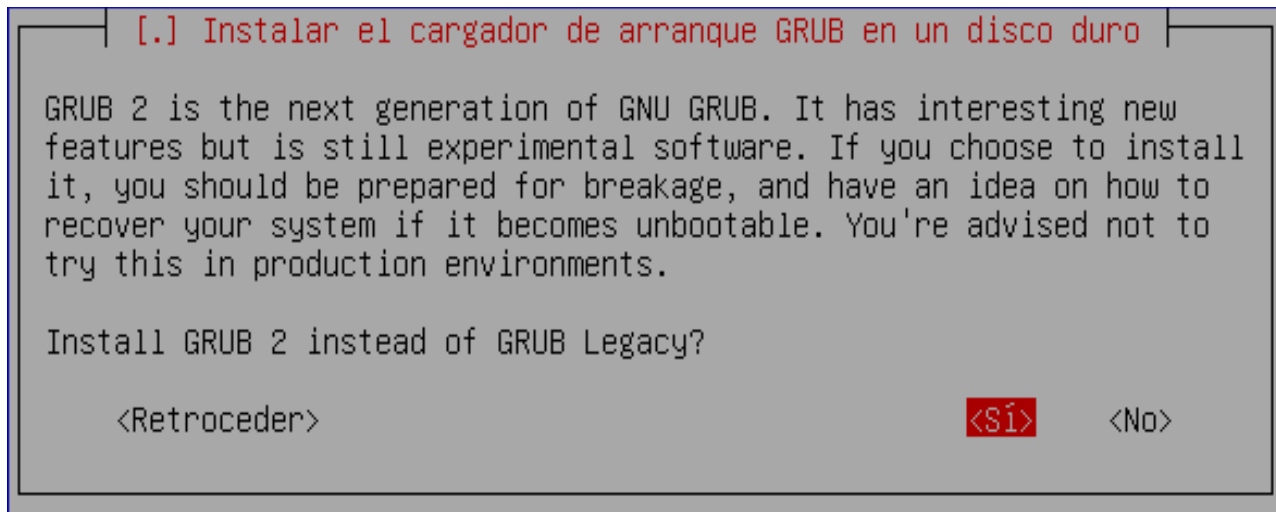 [.] Instalar el cargador de arranque GRUB en un disco duro
GRUB 2 is the next generation of GNU GRUB. It has interesting new
features but is still experimental software. If you choose to install
it, you should be prepared for breakage, and have an idea on how to
recover your system if it becomes unbootable. You're advised not to
try this in production environments.
Install GRUB 2 instead of GRUB Legacy?
<Retroceder> <Sí> <No>